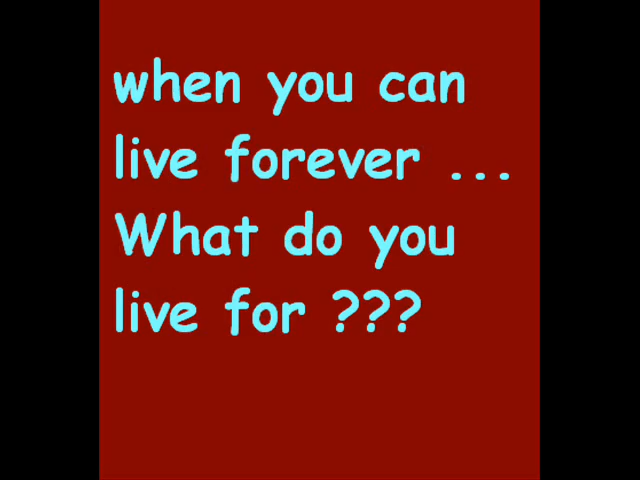 when you can
live forever ...
What do you
live for ???